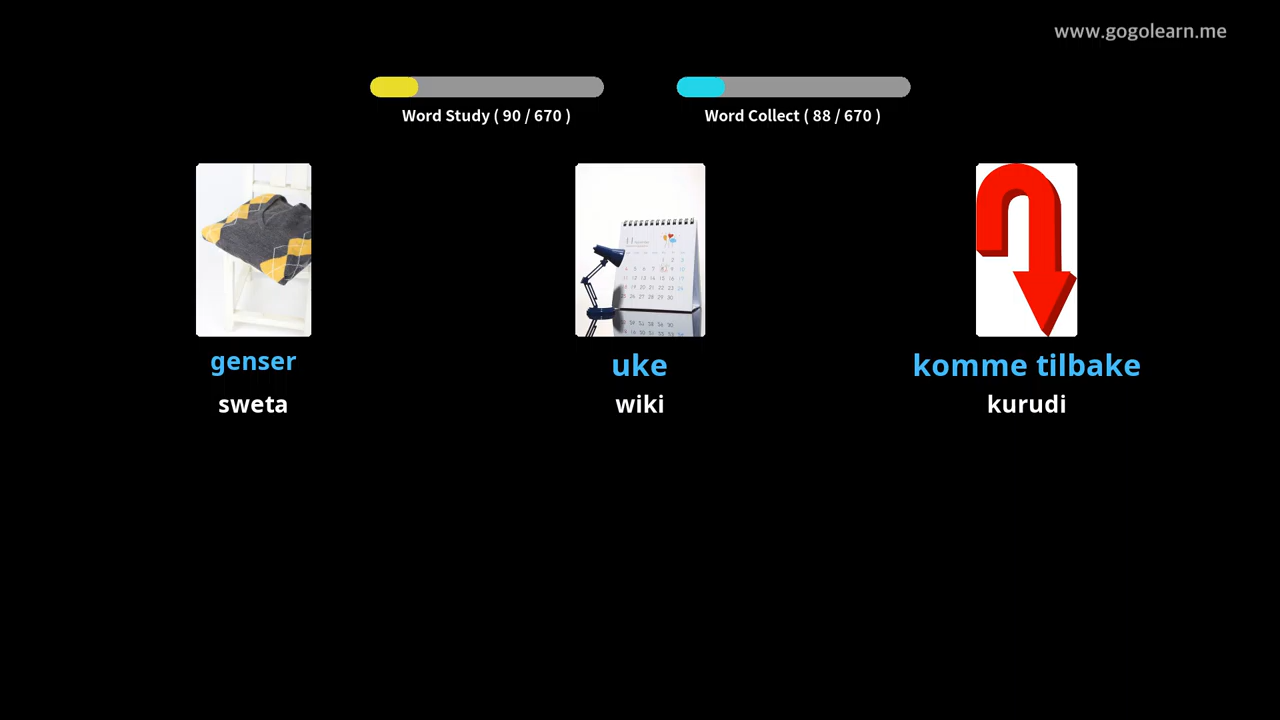 www.gogolearn.me
Word Study ( 90 / 670 )
Word Collect ( 88 / 670 )
genser
uke
komme tilbake
sweta
wiki
kurudi